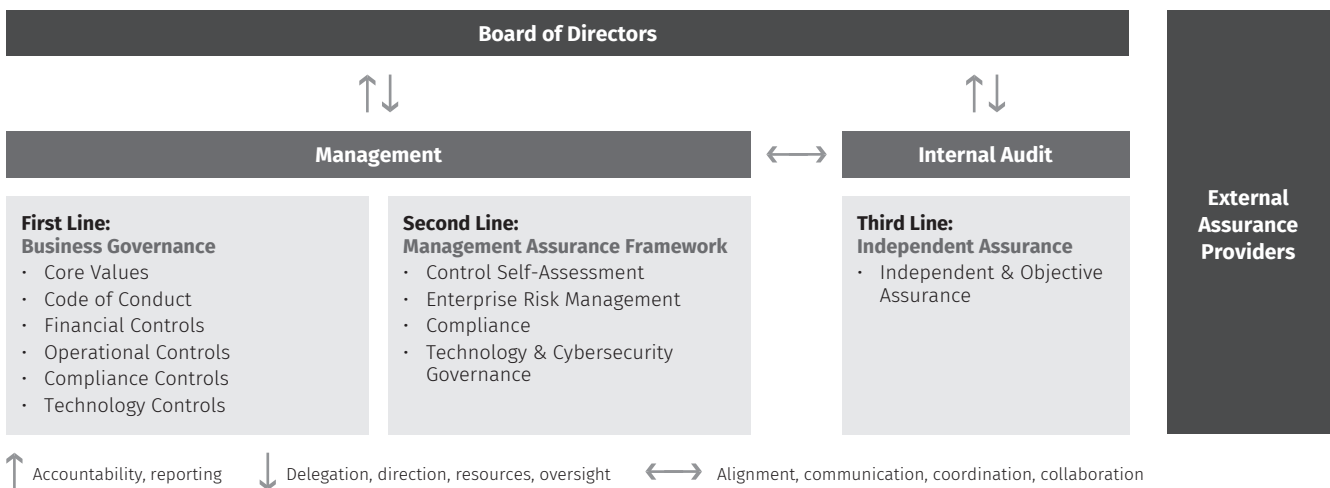 Board of Directors
Management
Internal Audit
External
Assurance
Providers
First Line:
Business Governance
· Core Values
· Code of Conduct
· Financial Controls
· Operational Controls
· Compliance Controls
· Technology Controls
Second Line:
Management Assurance Framework
· Control Self-Assessment
· Enterprise Risk Management
· Compliance
· Technology & Cybersecurity
Governance
Third Line:
Independent Assurance
· Independent & Objective
Assurance
Accountability, reporting
Delegation, direction, resources, oversight
Alignment, communication, coordination, collaboration